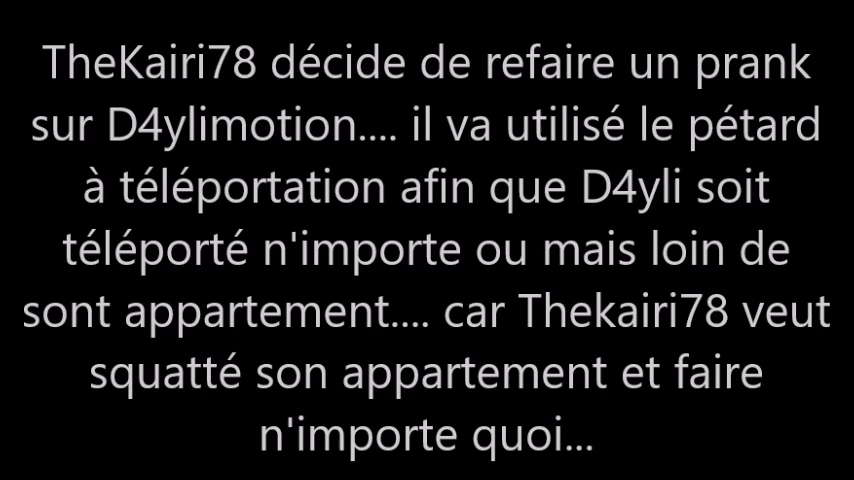 TheKairi78 décide de refaire un prank
sur D4ylimotion.... il va utilisé le pétard
à téléportation afin que D4yli soit
téléporté n'importe ou mais loin de
sont appartement.... car Thekairi78 veut
squatté son appartement et faire
n'importe quoi...